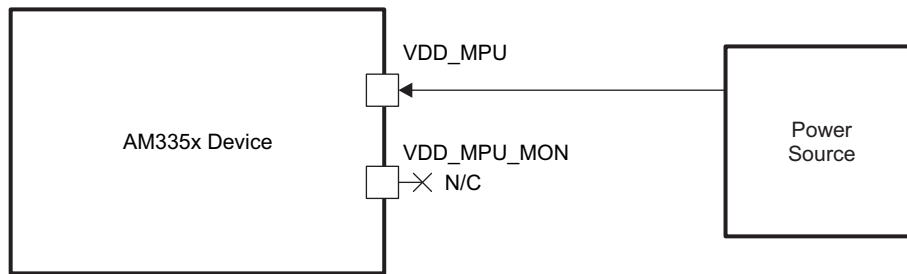 VDD_MPU
AM335x Device
Power
Source
VDD_MPU_MON
N/C